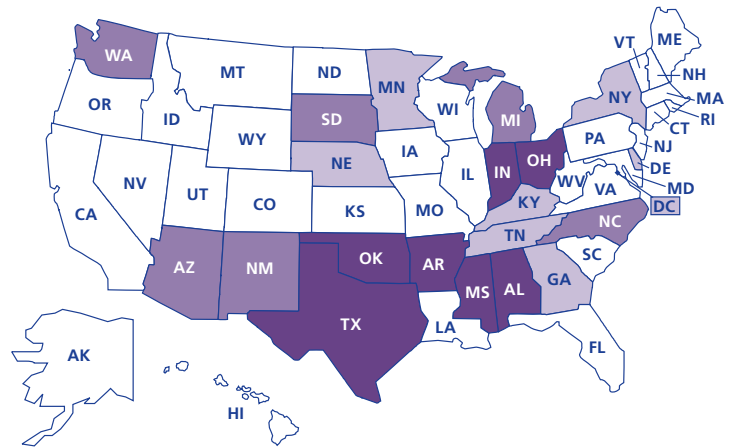 WA
MT
ND
MN
VT
ME
NH
MA
RI
CT
NY
WI
MI
OR
ID
SD
WY
IA
NE
PA
NJ
DE
MD
DC
NV
UT
CO
KS
MO
IL
IN
OH
WV
VA
KY
CA
AZ
NM
OK
AR
TN
NC
SC
MS
AL
GA
TX
LA
FL
AK
HI